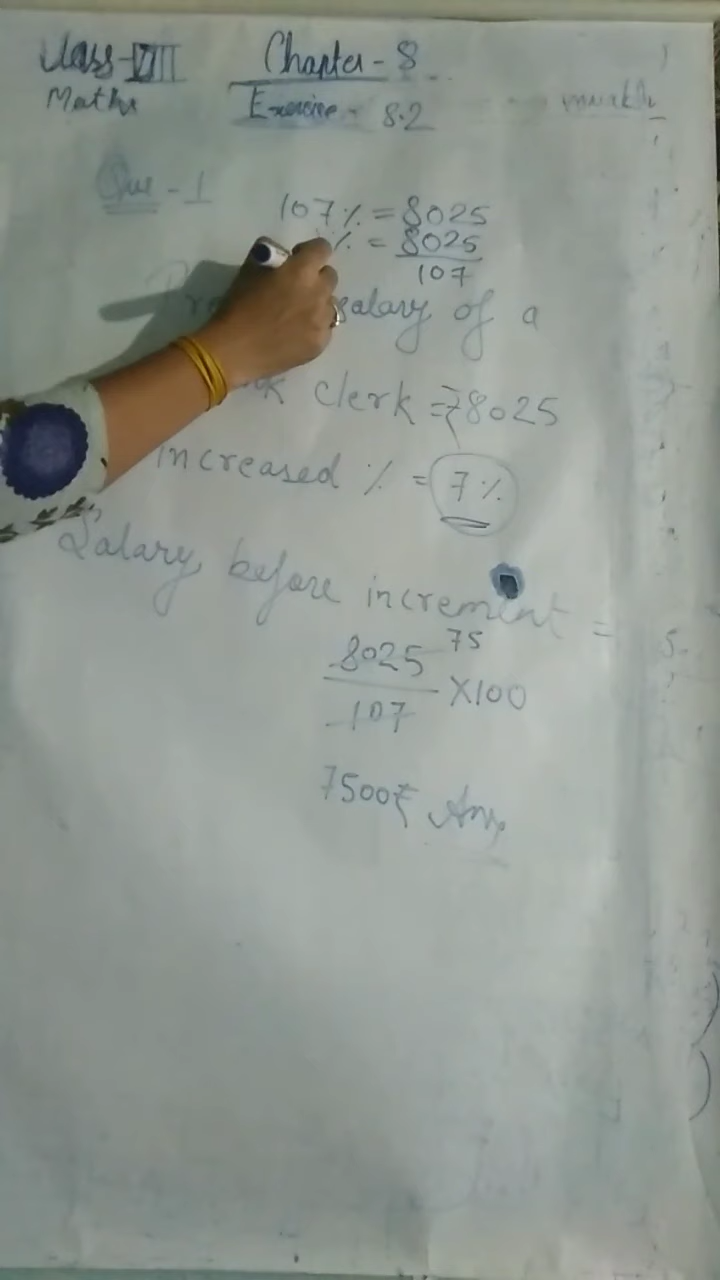 Class-VIII
Maths
Chapter-8
Exercise - 8.2
Que - 1
107% = 8025
% = 8025
107
salary of a
clerk = ₹8025
increased % = 7%
Salary before increment =
8025 75
107 X100
7500₹ Ans